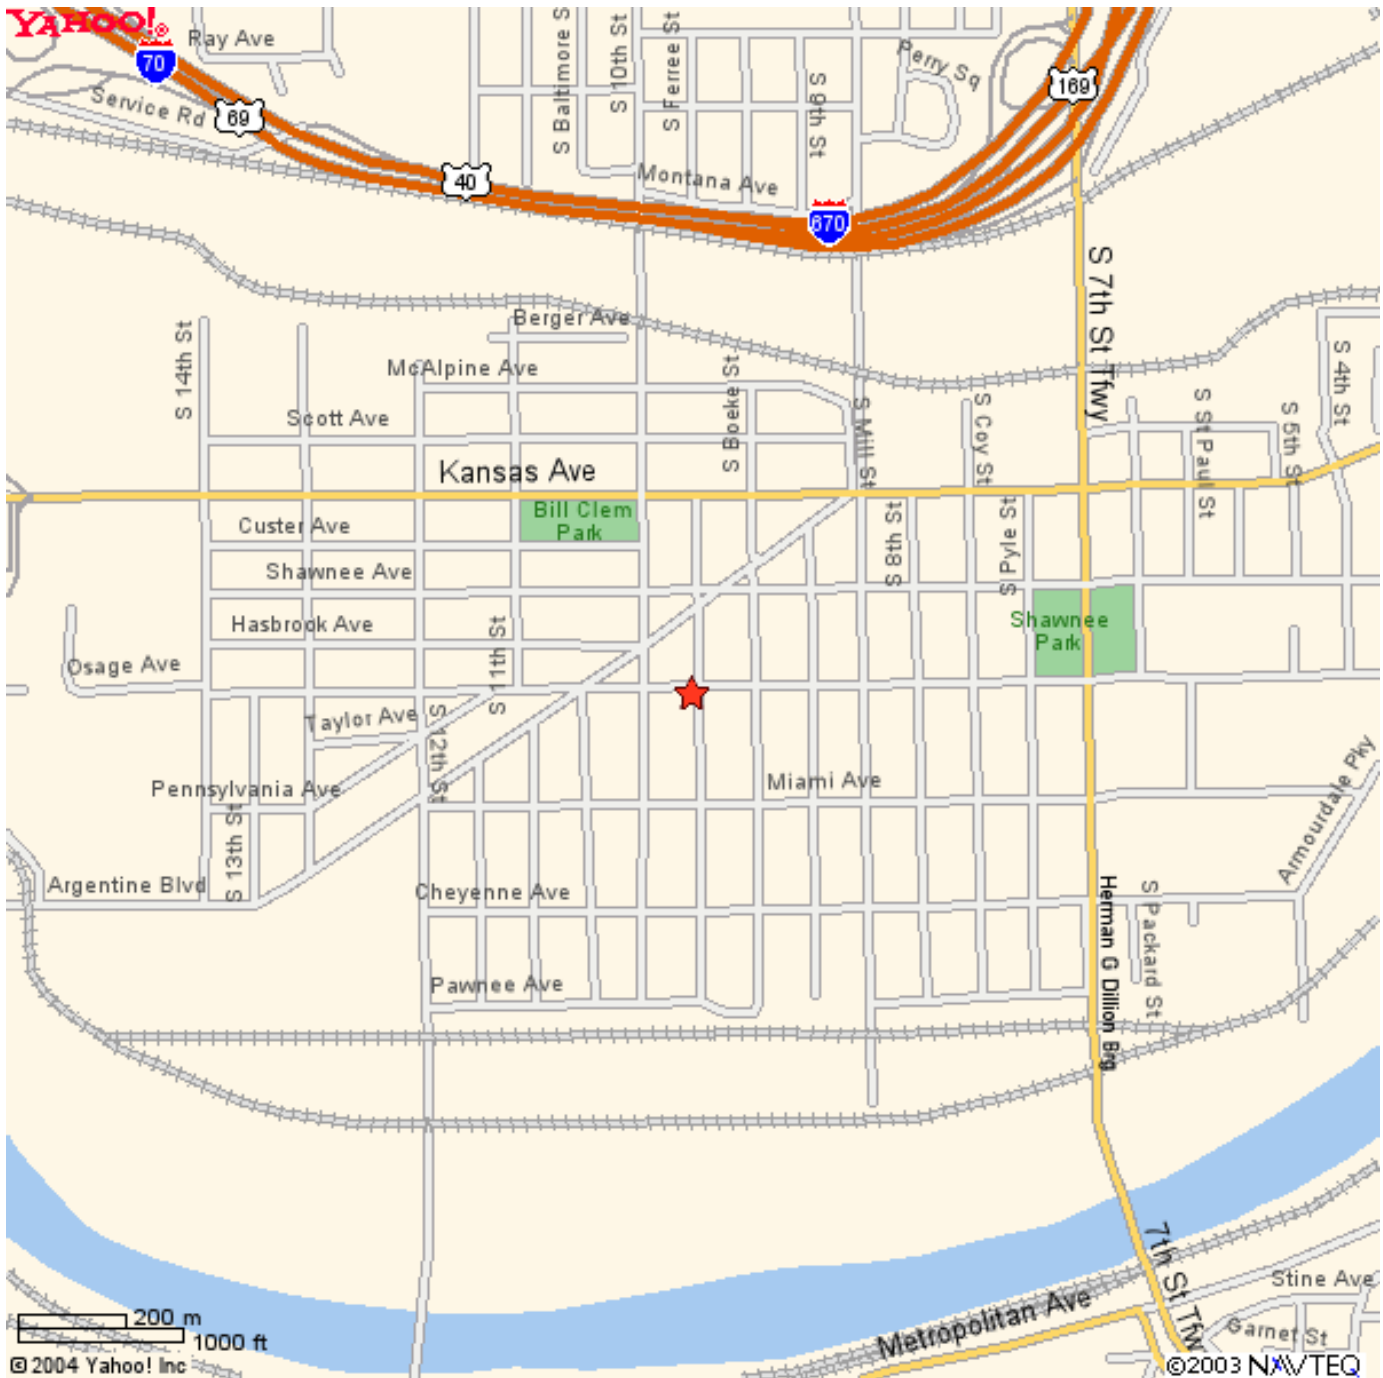 YAHOO!®
Ray Ave
70
Service Rd
69
40
S Baltimore S
S 10th St
S Ferree St
Perry Sq
S 9th St
169
Montana Ave
670
S 7th St Tfwy
Berger Ave
S 14th St
McAlpine Ave
Scott Ave
S Boeke St
S Mill St
S Coy St
S St Paul St
S 5th St
S 4th St
Kansas Ave
Bill Clem
Park
Custer Ave
Shawnee Ave
S 8th St
S Pyle St
Hasbrook Ave
Shawnee
Park
Osage Ave
S 11th St
Taylor Ave
S 12th St
Pennsylvania Ave
Miami Ave
S 13th St
Armourdale Pky
Argentine Blvd
Cheyenne Ave
Herman G Dillion Brg
S Packard St
Pawnee Ave
7th St Tfw
Stine Ave
Metropolitan Ave
Garnet St
200 m
1000 ft
© 2004 Yahoo! Inc
©2003 NAVTEQ